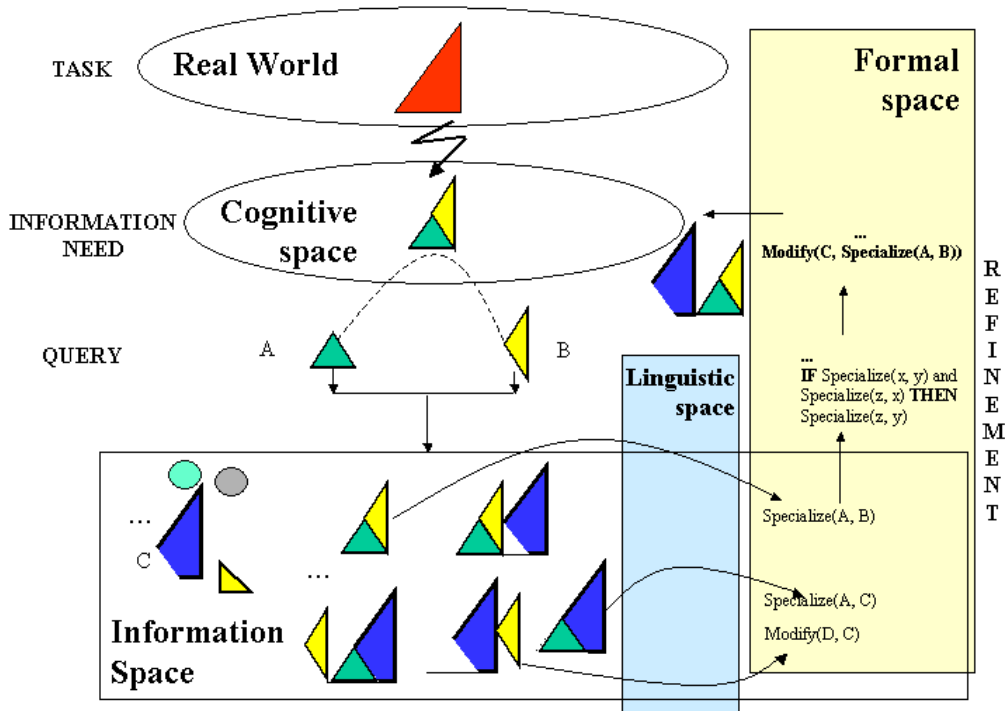 Real World
TASK
Formal
space
Cognitive
space
INFORMATION
NEED
...
Modify(C, Specialize(A, B))
REFINEMENT
QUERY
A
B
...
IF Specialize(x, y) and
Specialize(z, x) THEN
Specialize(z, y)
Linguistic
space
...
C
Specialize(A, B)
...
Specialize(A, C)
Modify(D, C)
Information
Space